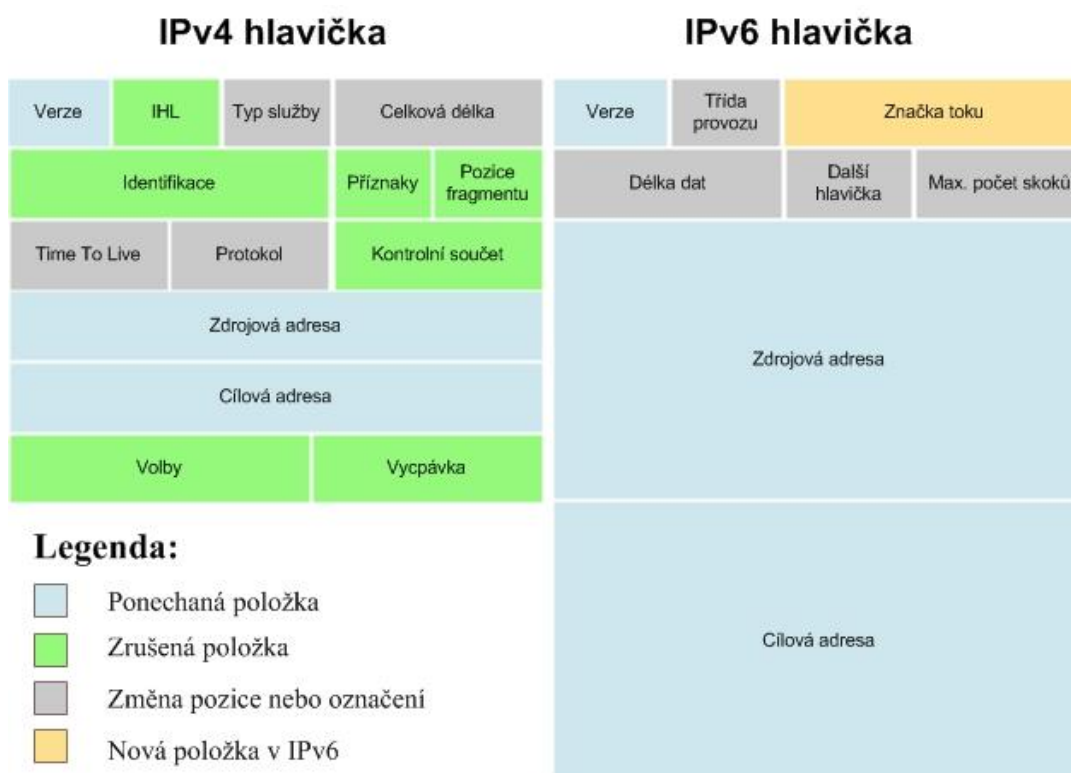 IPv4 hlavička
Verze
IHL
Typ služby
Celková délka
Identifikace
Příznaky
Pozice
fragmentu
Time To Live
Protokol
Kontrolní součet
Zdrojová adresa
Cílová adresa
Volby
Vycpávka
Legenda:
Ponechaná položka
Zrušená položka
Změna pozice nebo označení
Nová položka v IPv6
IPv6 hlavička
Verze
Třída
provozu
Značka toku
Délka dat
Další
hlavička
Max. počet skoků
Zdrojová adresa
Cílová adresa